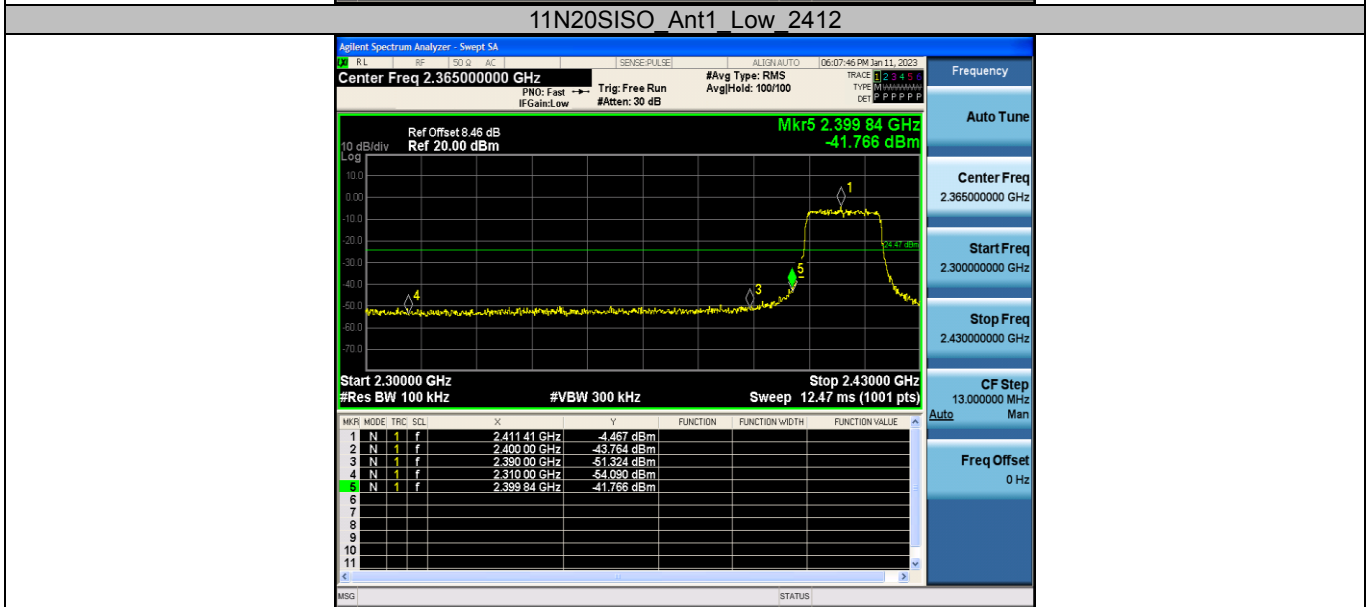 11N20SISO_Ant1_Low_2412
Agilent Spectrum Analyzer - Swept SA
RL RF 50 Ω AC SENSE:PULSE ALIGNAUTO 06:07:46 PM Jan 11, 2023
Center Freq 2.365000000 GHz
#Avg Type: RMS
TRACE 1 2 3 4 5 6
PNO: Fast
Trig: Free Run
Avg|Hold: 100/100
TYPE M
IFGain:Low
#Atten: 30 dB
DET P P P P P P
Mkr5 2.399 84 GHz
-41.766 dBm
Ref Offset 8.46 dB
10 dB/div
Ref 20.00 dBm
Log
10.0
0.00
-10.0
-20.0
-30.0
-40.0
-50.0
-60.0
-70.0
1
-24.47 dBm
5
3
4
Start 2.30000 GHz
Stop 2.43000 GHz
#Res BW 100 kHz
#VBW 300 kHz
Sweep 12.47 ms (1001 pts)
MKR MODE TRC SCL X Y FUNCTION FUNCTION WIDTH FUNCTION VALUE
1 N 1 f 2.411 41 GHz -4.467 dBm
2 N 1 f 2.400 00 GHz -43.764 dBm
3 N 1 f 2.390 00 GHz -51.324 dBm
4 N 1 f 2.310 00 GHz -54.090 dBm
5 N 1 f 2.399 84 GHz -41.766 dBm
6
7
8
9
10
11
MSG
STATUS
Frequency
Auto Tune
Center Freq
2.365000000 GHz
Start Freq
2.300000000 GHz
Stop Freq
2.430000000 GHz
CF Step
13.000000 MHz
Auto Man
Freq Offset
0 Hz